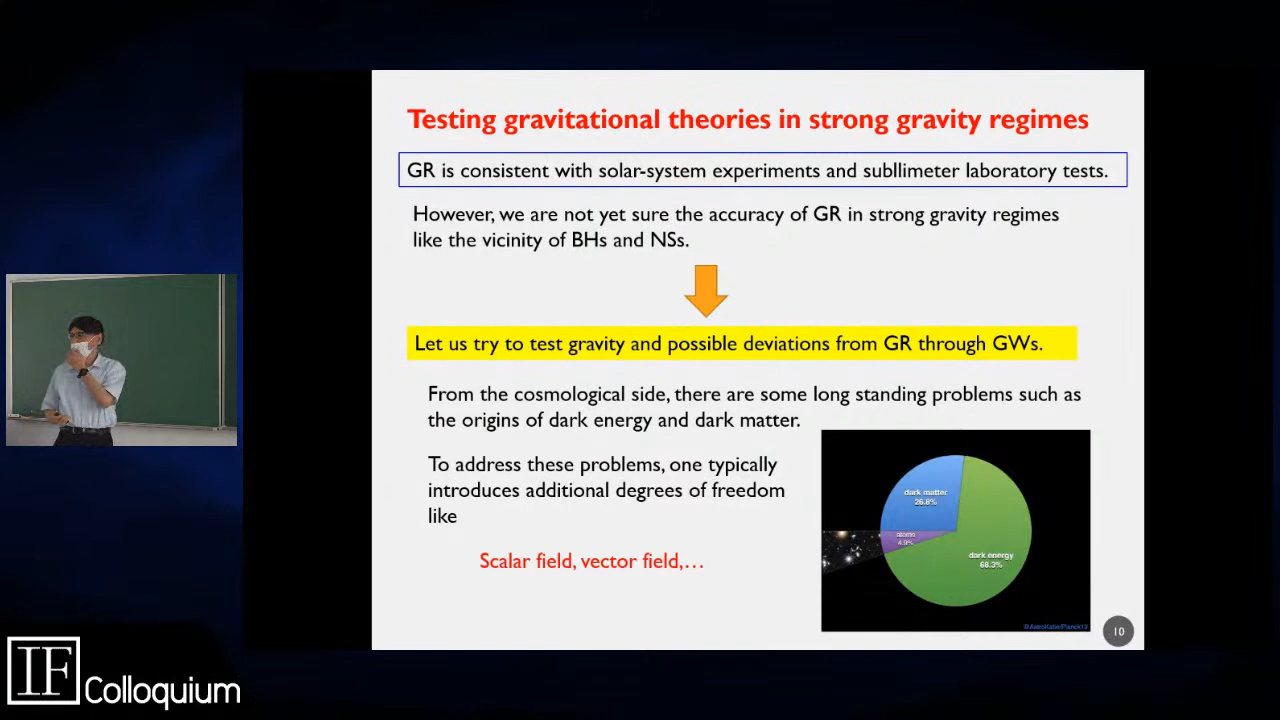 Testing gravitational theories in strong gravity regimes
GR is consistent with solar-system experiments and subllimeter laboratory tests.
However, we are not yet sure the accuracy of GR in strong gravity regimes
like the vicinity of BHs and NSs.
Let us try to test gravity and possible deviations from GR through GWs.
From the cosmological side, there are some long standing problems such as
the origins of dark energy and dark matter.
To address these problems, one typically
introduces additional degrees of freedom
like
Scalar field, vector field,…
dark matter
26.8%
atoms
4.9%
dark energy
68.3%
©AstroKatie/Planck13
10
IF
Colloquium